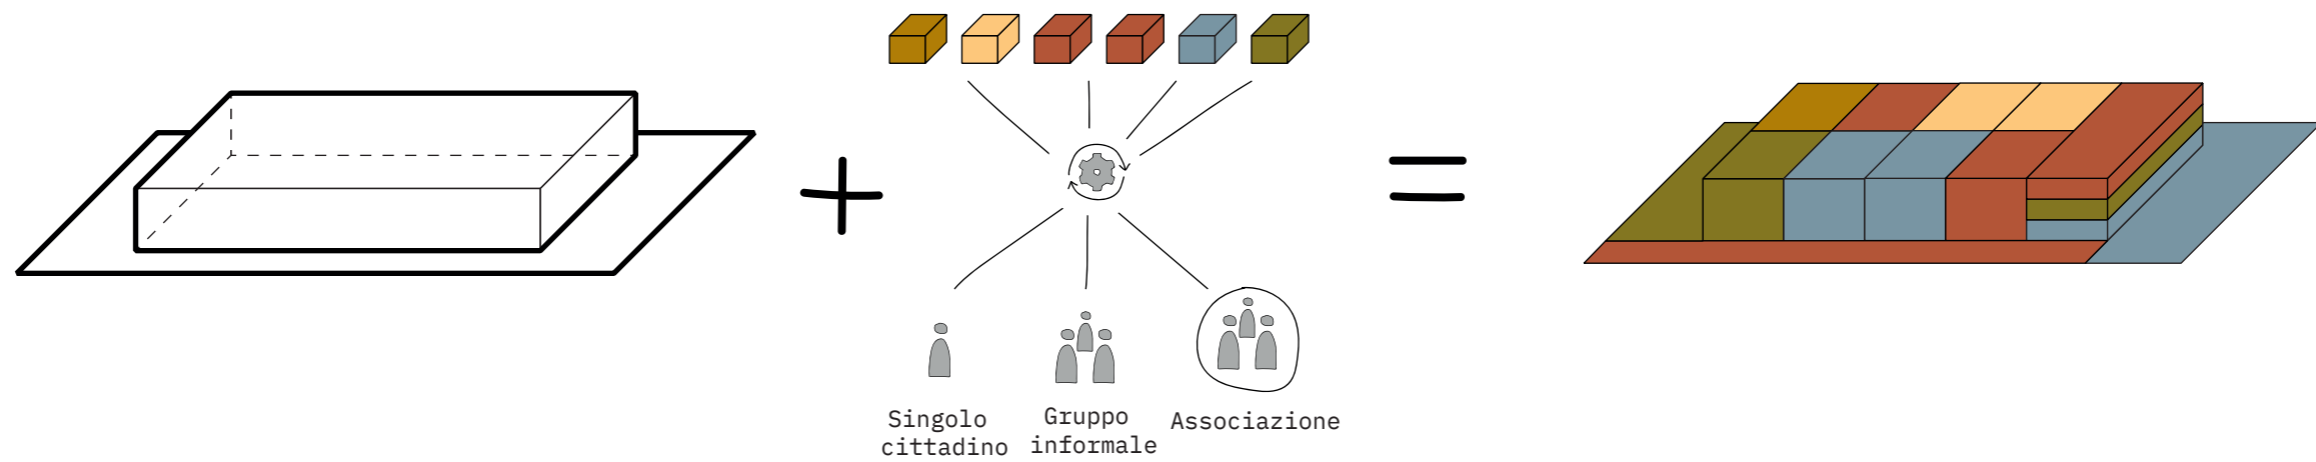 Singolo
cittadino
Gruppo
informale
Associazione